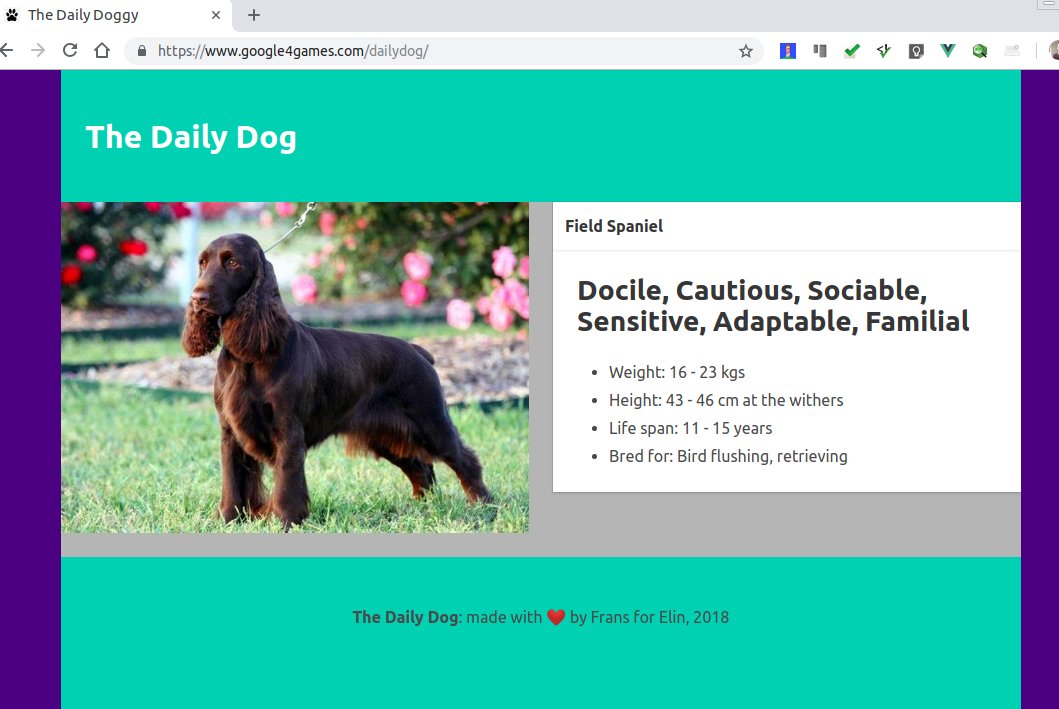 The Daily Doggy
https://www.google4games.com/dailydog/
The Daily Dog
Field Spaniel
Docile, Cautious, Sociable,
Sensitive, Adaptable, Familial
Weight: 16 - 23 kgs
Height: 43 - 46 cm at the withers
Life span: 11 - 15 years
Bred for: Bird flushing, retrieving
The Daily Dog: made with ❤️ by Frans for Elin, 2018